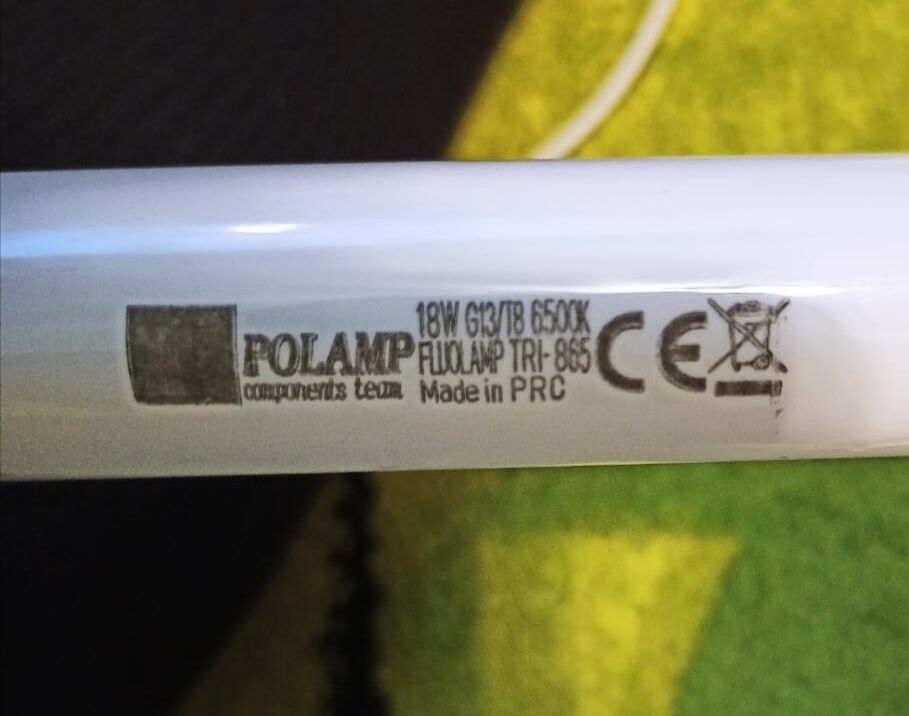 POLAMP
components team
18W G13/T8 6500K
FLUOLAMP TRI-865
Made in PRC
CE